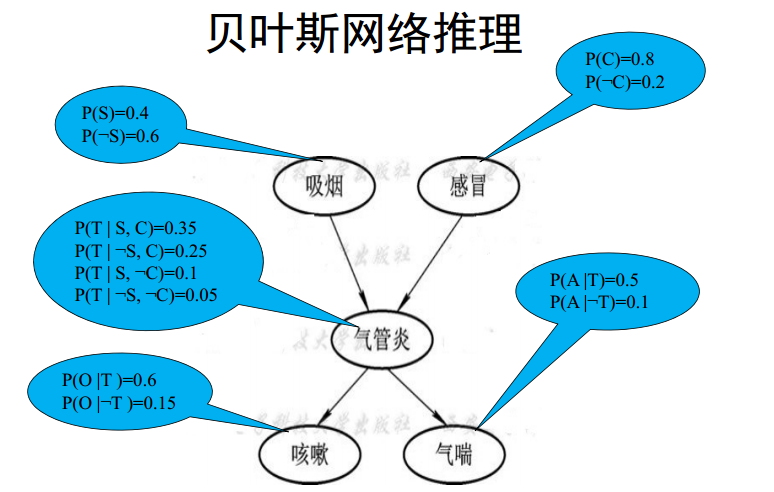 贝叶斯网络推理
P(C)=0.8
P(¬C)=0.2
P(S)=0.4
P(¬S)=0.6
吸烟
感冒
P(T | S, C)=0.35
P(T | ¬S, C)=0.25
P(T | S, ¬C)=0.1
P(T | ¬S, ¬C)=0.05
P(A |T)=0.5
P(A |¬T)=0.1
气管炎
P(O |T )=0.6
P(O |¬T )=0.15
咳嗽
气喘